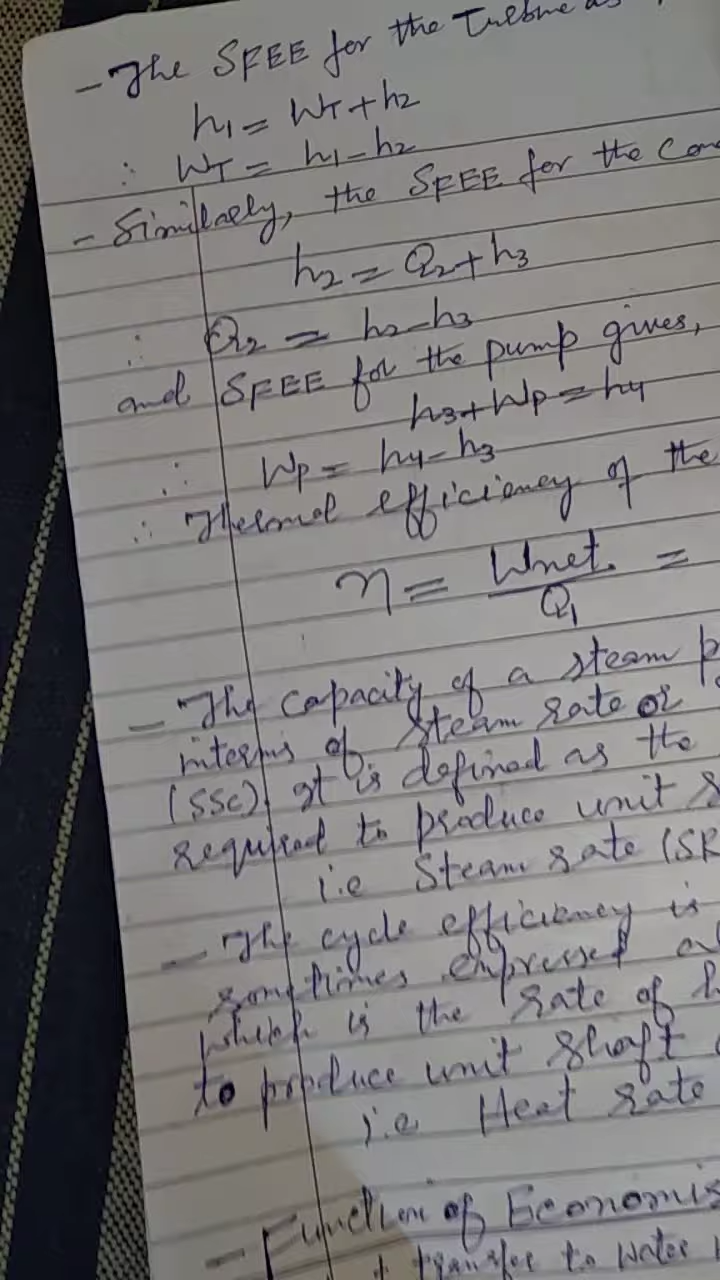 - The SFEE for the Turbine as
h1 = WT + h2
∴ WT = h1 - h2
- Similarly, the SFEE for the Con
h2 = Q2 + h3
∴ Q2 = h2 - h3
and SFEE for the pump gives,
h3 + Wp = h4
∴ Wp = h4 - h3
∴ Thermal efficiency of the
η = Wnet. / Q1 =
- The capacity of a steam p
interms of steam rate or
(SSC). It is defined as the
required to produce unit s
i.e Steam rate (SR
- The cycle efficiency is
sometimes expressed a
which is the rate of h
to produce unit shaft
i.e Heat rate
- Function of Economis
transfer to water